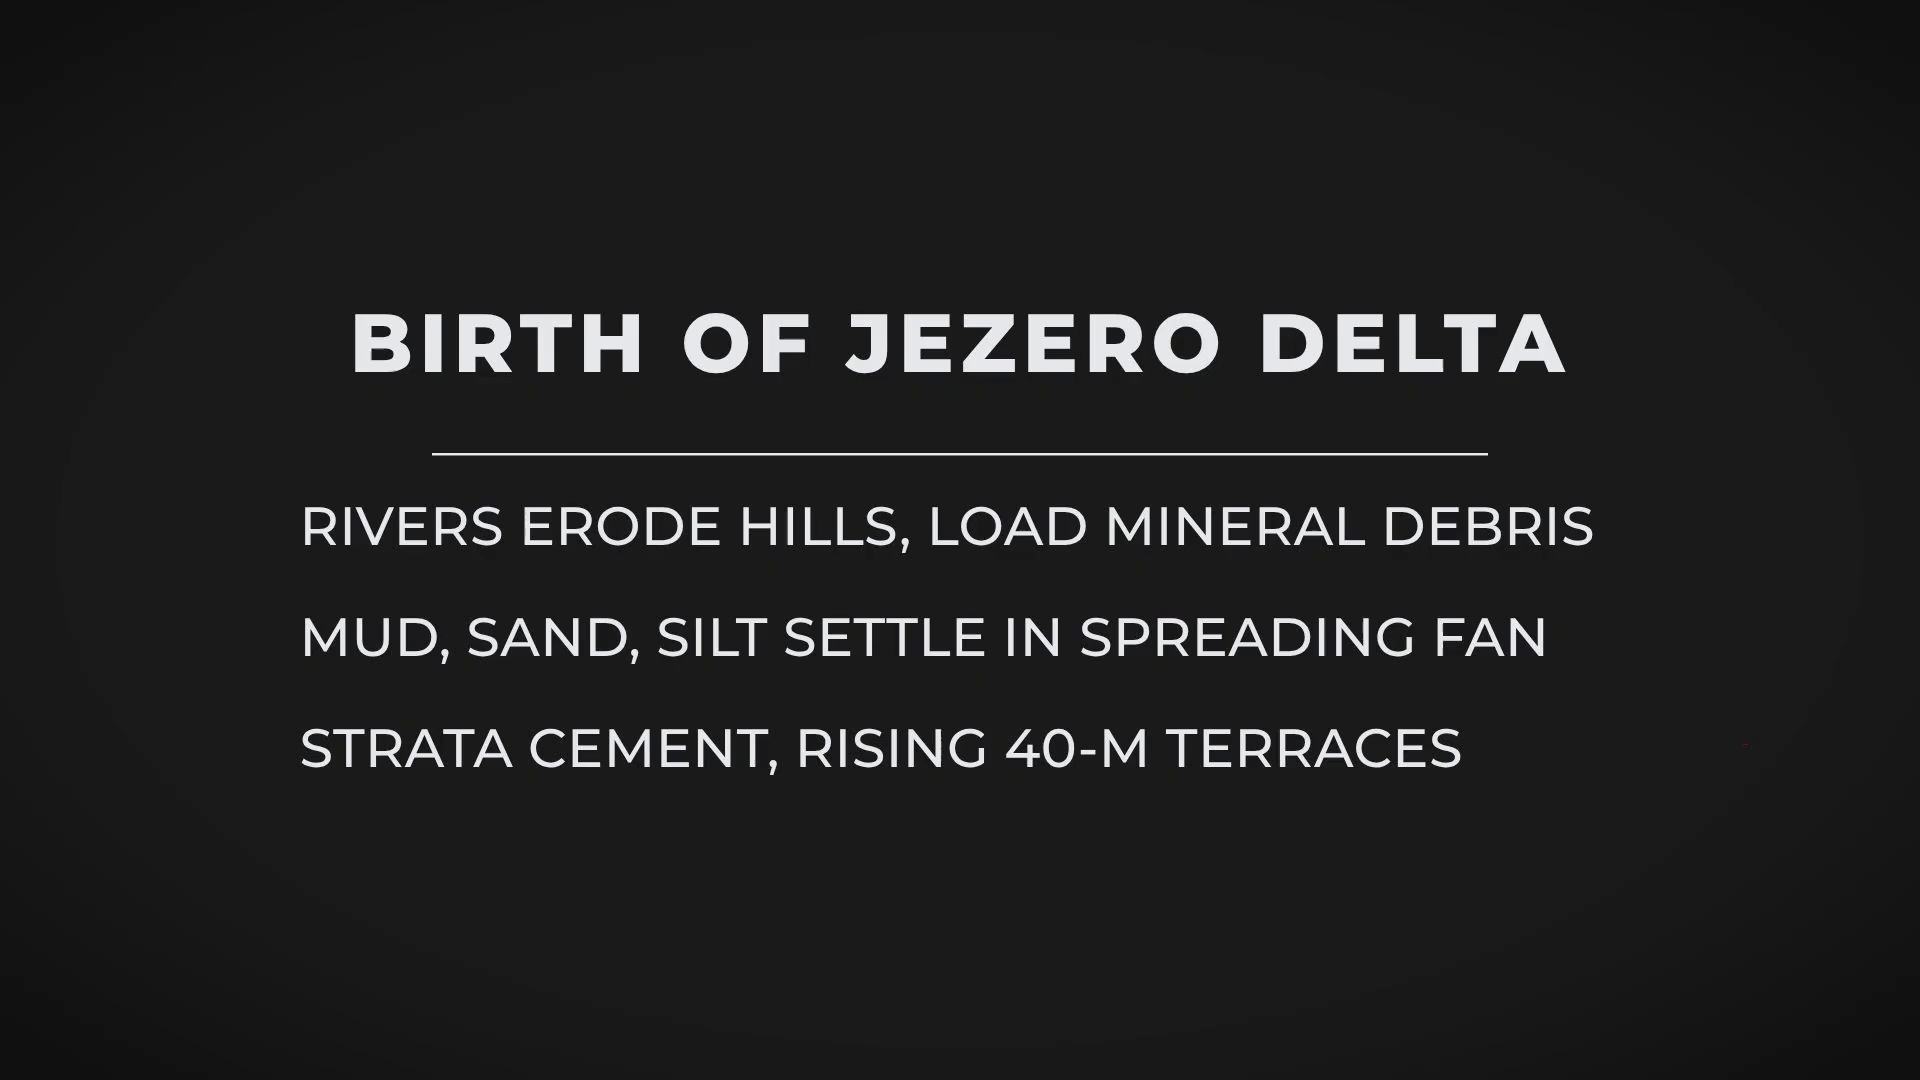 BIRTH OF JEZERO DELTA
RIVERS ERODE HILLS, LOAD MINERAL DEBRIS
MUD, SAND, SILT SETTLE IN SPREADING FAN
STRATA CEMENT, RISING 40-M TERRACES